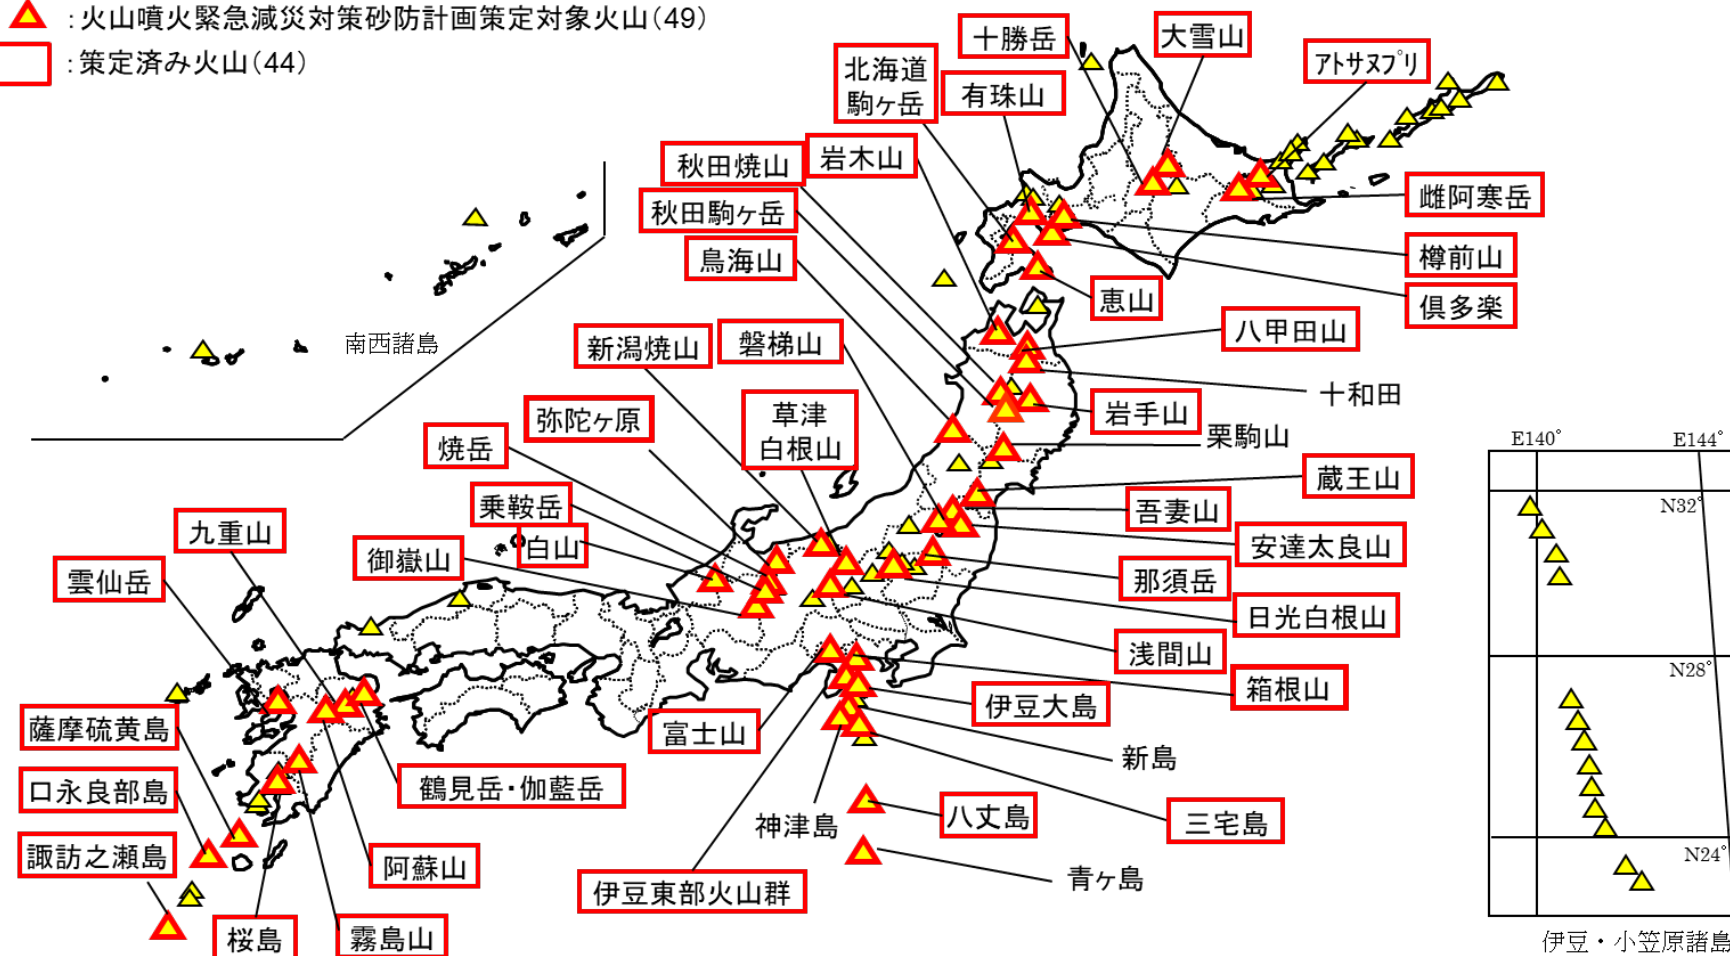 ：火山噴火緊急減災対策砂防計画策定対象火山（49）
：策定済み火山（44）
十勝岳
大雪山
アトサヌプリ
北海道
駒ヶ岳
有珠山
岩木山
秋田焼山
秋田駒ヶ岳
鳥海山
雌阿寒岳
樽前山
倶多楽
恵山
八甲田山
十和田
岩手山
栗駒山
南西諸島
新潟焼山
磐梯山
弥陀ヶ原
草津
白根山
焼岳
乗鞍岳
白山
御嶽山
九重山
雲仙岳
蔵王山
吾妻山
安達太良山
那須岳
日光白根山
浅間山
箱根山
伊豆大島
富士山
新島
神津島
三宅島
八丈島
青ヶ島
伊豆東部火山群
薩摩硫黄島
口永良部島
諏訪之瀬島
鶴見岳・伽藍岳
阿蘇山
桜島
霧島山
E140°
E144°
N32°
N28°
N24°
伊豆・小笠原諸島